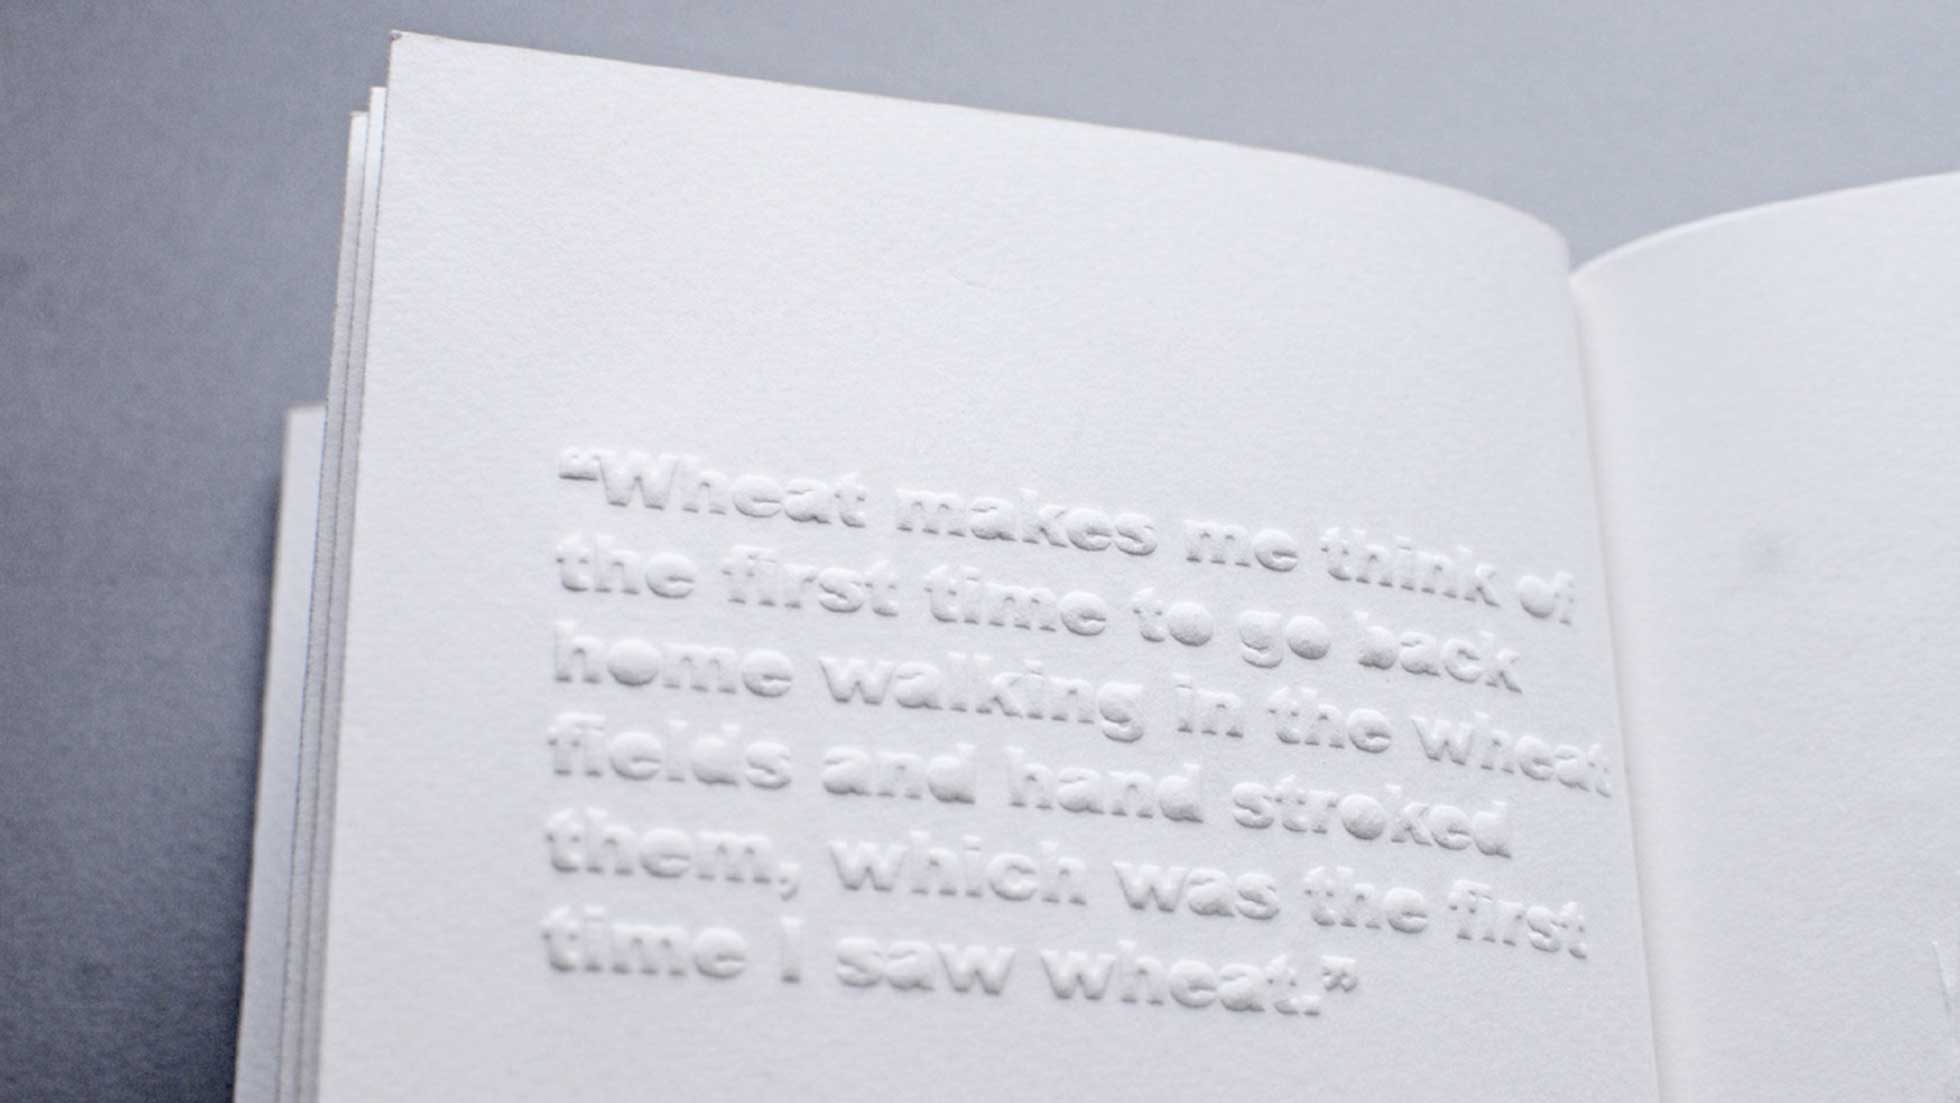 “Wheat makes me think of
the first time to go back
home walking in the wheat
fields and hand stroked
them, which was the first
time I saw wheat.”